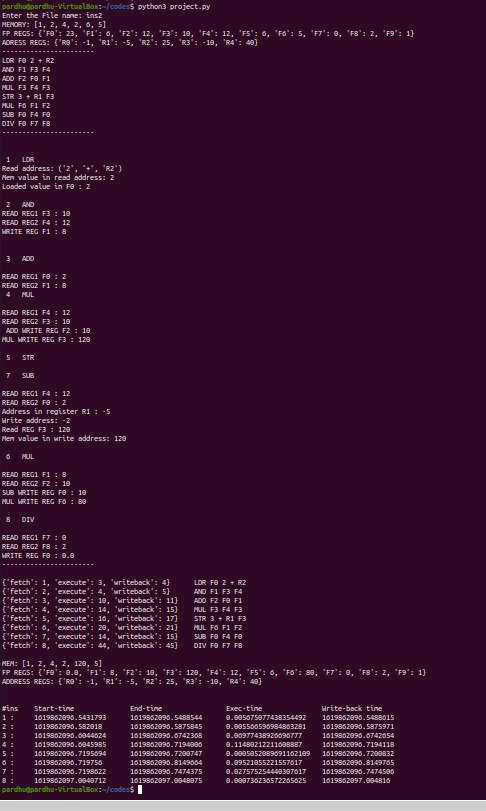 pardhu@pardhu-VirtualBox:~/codes$ python3 project.py
Enter the File name: ins2
MEMORY: [1, 2, 4, 2, 6, 5]
FP REGS: {'F0': 23, 'F1': 6, 'F2': 12, 'F3': 10, 'F4': 12, 'F5': 6, 'F6': 5, 'F7': 0, 'F8': 2, 'F9': 1}
ADRESS REGS: {'R0': -1, 'R1': -5, 'R2': 25, 'R3': -10, 'R4': 40}
-----------------------
LDR F0 2 + R2
AND F1 F3 F4
ADD F2 F0 F1
MUL F3 F4 F3
STR 3 + R1 F3
MUL F6 F1 F2
SUB F0 F4 F0
DIV F0 F7 F8
-----------------------
1 LDR
Read address: ('2', '+', 'R2')
Mem value in read address: 2
Loaded value in F0 : 2
2 AND
READ REG1 F3 : 10
READ REG2 F4 : 12
WRITE REG F1 : 8
3 ADD
READ REG1 F0 : 2
READ REG2 F1 : 8
4 MUL
READ REG1 F4 : 12
READ REG2 F3 : 10
ADD WRITE REG F2 : 10
MUL WRITE REG F3 : 120
5 STR
7 SUB
READ REG1 F4 : 12
READ REG2 F0 : 2
Address in register R1 : -5
Write address: -2
Read REG F3 : 120
Mem value in write address: 120
6 MUL
READ REG1 F1 : 8
READ REG2 F2 : 10
SUB WRITE REG F0 : 10
MUL WRITE REG F6 : 80
8 DIV
READ REG1 F7 : 0
READ REG2 F8 : 2
WRITE REG F0 : 0.0
-----------------------
{'fetch': 1, 'execute': 3, 'writeback': 4} LDR F0 2 + R2
{'fetch': 2, 'execute': 4, 'writeback': 5} AND F1 F3 F4
{'fetch': 3, 'execute': 10, 'writeback': 11} ADD F2 F0 F1
{'fetch': 4, 'execute': 14, 'writeback': 15} MUL F3 F4 F3
{'fetch': 5, 'execute': 16, 'writeback': 17} STR 3 + R1 F3
{'fetch': 6, 'execute': 20, 'writeback': 21} MUL F6 F1 F2
{'fetch': 7, 'execute': 14, 'writeback': 15} SUB F0 F4 F0
{'fetch': 8, 'execute': 44, 'writeback': 45} DIV F0 F7 F8
MEM: [1, 2, 4, 2, 120, 5]
FP REGS: {'F0': 0.0, 'F1': 8, 'F2': 10, 'F3': 120, 'F4': 12, 'F5': 6, 'F6': 80, 'F7': 0, 'F8': 2, 'F9': 1}
ADDRESS REGS: {'R0': -1, 'R1': -5, 'R2': 25, 'R3': -10, 'R4': 40}
#ins Start-time End-time Exec-time Write-back time
1 : 1619862096.5431793 1619862096.5488544 0.005675077438354492 1619862096.5488615
2 : 1619862096.582018 1619862096.5875845 0.005566596984863281 1619862096.5875971
3 : 1619862096.6044624 1619862096.6742368 0.06977438926696777 1619862096.6742654
4 : 1619862096.6045985 1619862096.7194006 0.11480212211608887 1619862096.7194118
5 : 1619862096.7195694 1619862096.7200747 0.0005052089691162109 1619862096.7200832
6 : 1619862096.719756 1619862096.8149664 0.09521055221557617 1619862096.8149765
7 : 1619862096.7198622 1619862096.7474375 0.027575254440307617 1619862096.7474506
8 : 1619862097.0040712 1619862097.0048075 0.000736236572265625 1619862097.004816
pardhu@pardhu-VirtualBox:~/codes$